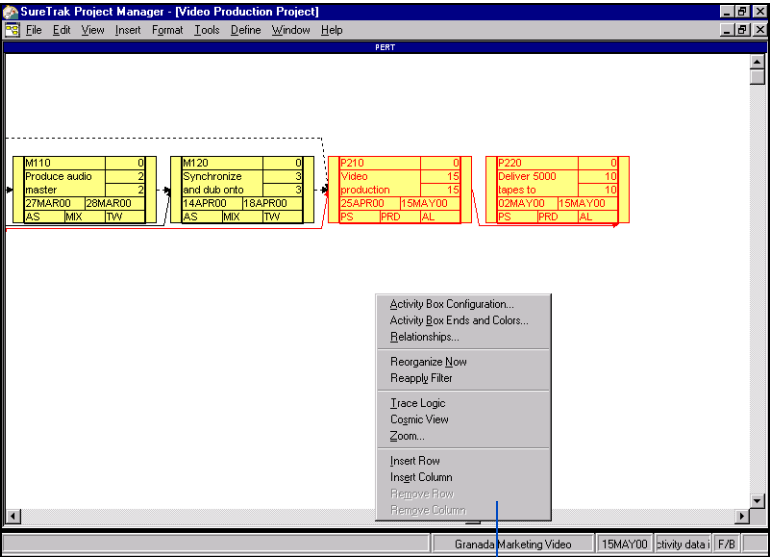 SureTrak Project Manager - [Video Production Project]
File Edit View Insert Format Tools Define Window Help
PERT
M110 0
Produce audio 2
master 2
27MAR00 28MAR00
AS MIX TW
M120 0
Synchronize 3
and dub onto 3
14APR00 18APR00
AS MIX TW
P210 0
Video 15
production 15
25APR00 15MAY00
PS PRD AL
P220 0
Deliver 5000 10
tapes to 10
02MAY00 15MAY00
PS PRD AL
Activity Box Configuration...
Activity Box Ends and Colors...
Relationships...
Reorganize Now
Reapply Filter
Trace Logic
Cosmic View
Zoom...
Insert Row
Insert Column
Remove Row
Remove Column
Granada Marketing Video 15MAY00 ctivity data i F/B